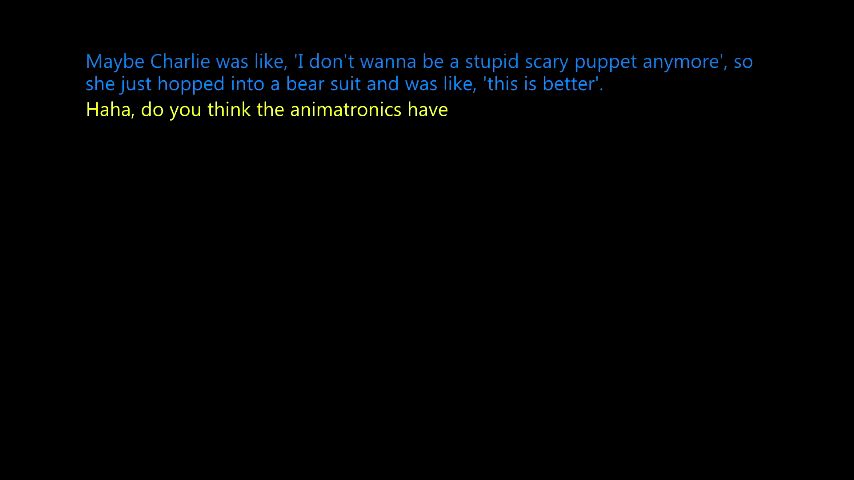 Maybe Charlie was like, 'I don't wanna be a stupid scary puppet anymore', so
she just hopped into a bear suit and was like, 'this is better'.
Haha, do you think the animatronics have